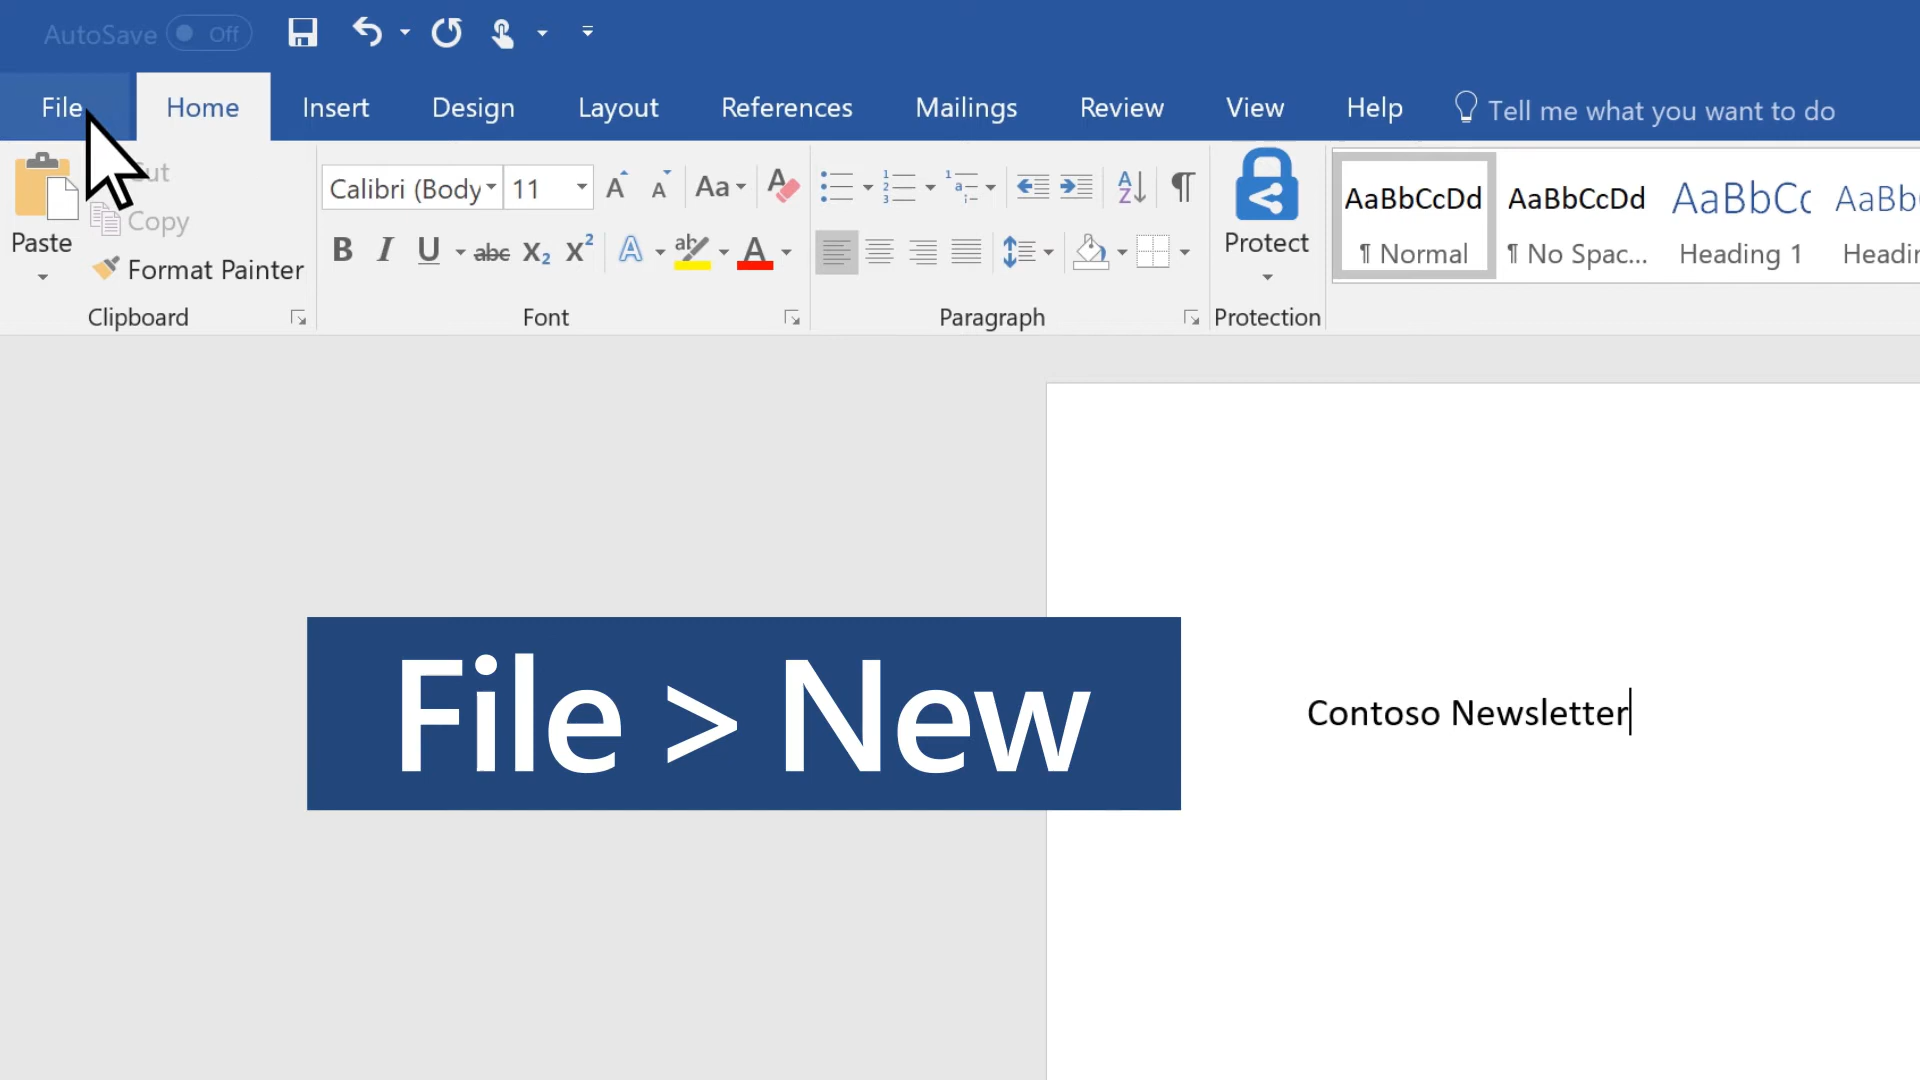 AutoSave Off
File Home Insert Design Layout References Mailings Review View Help Tell me what you want to do
Paste
Copy
Format Painter
Clipboard
Calibri (Body 11 Aa
B I U abc X2 X2 A ab A
Font
Paragraph
Protect
Protection
AaBbCcDd AaBbCcDd AaBbCc AaBb
¶ Normal ¶ No Spac... Heading 1
File > New
Contoso Newsletter